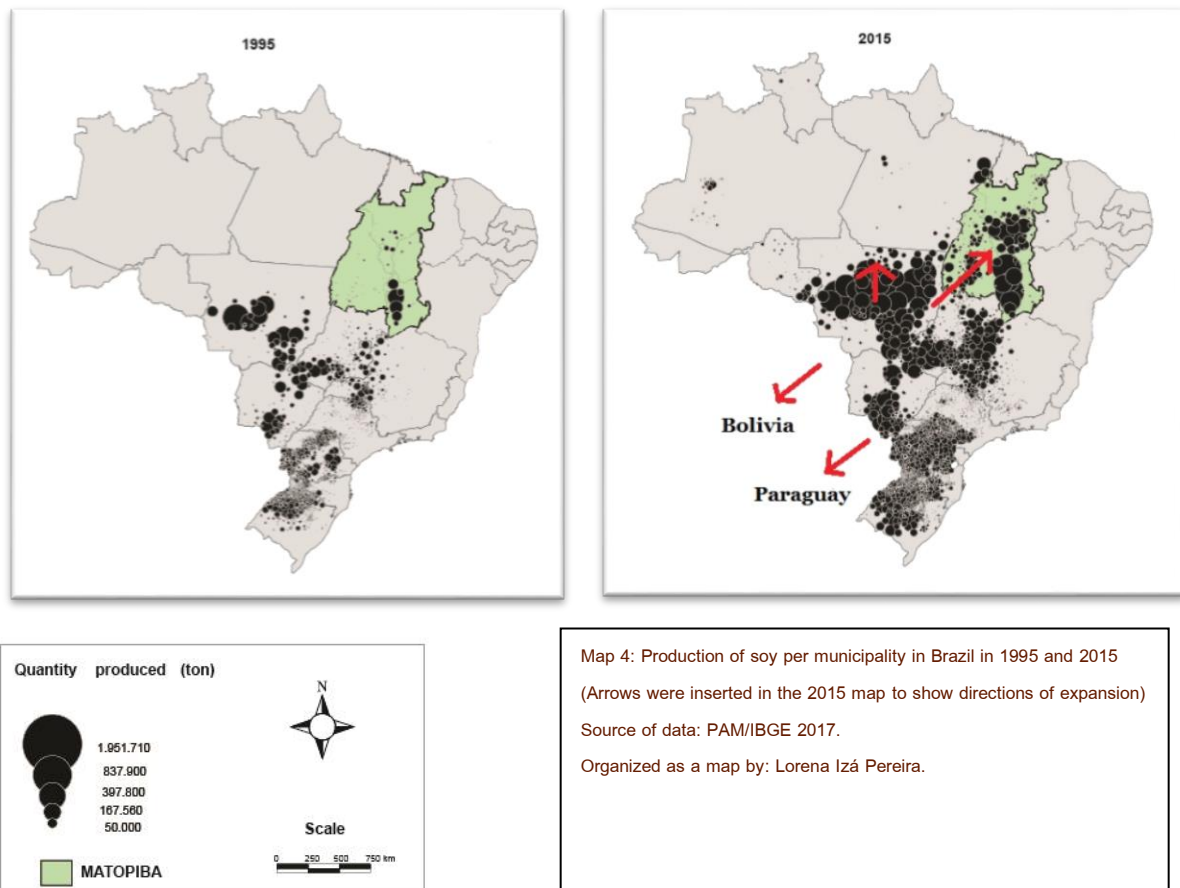 1995
2015
Bolivia
Paraguay
Quantity produced (ton)
1.951.710
837.900
397.800
167.560
50.000
MATOPIBA
N
Scale
0 250 500 750 km
Map 4: Production of soy per municipality in Brazil in 1995 and 2015
(Arrows were inserted in the 2015 map to show directions of expansion)
Source of data: PAM/IBGE 2017.
Organized as a map by: Lorena Izá Pereira.